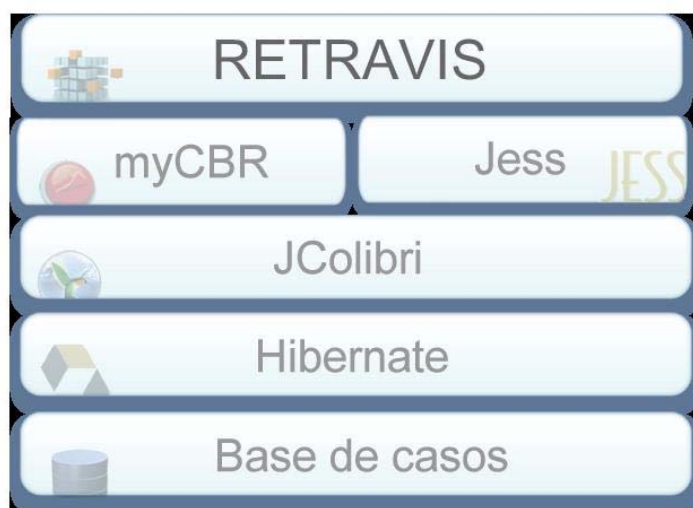 RETRAVIS
myCBR
Jess
JESS
JColibri
Hibernate
Base de casos